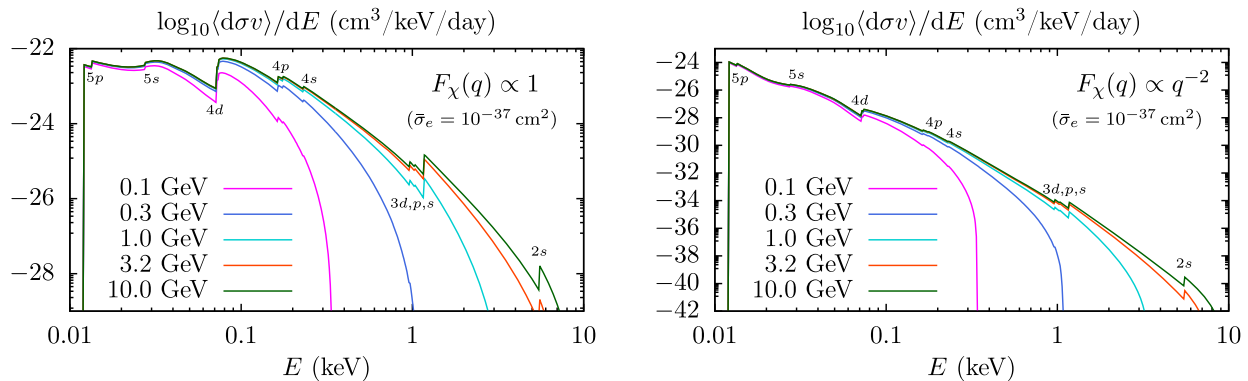 log₁₀⟨dσv⟩/dE (cm³/keV/day)
−22
−24
−26
−28
5p
5s
4d
4p
4s
3d,p,s
2s
F_χ(q) ∝ 1
(σ̄_e = 10⁻³⁷ cm²)
0.1 GeV
0.3 GeV
1.0 GeV
3.2 GeV
10.0 GeV
0.01
0.1
1
10
E (keV)
log₁₀⟨dσv⟩/dE (cm³/keV/day)
−24
−26
−28
−30
−32
−34
−36
−38
−40
−42
5p
5s
4d
4p
4s
3d,p,s
2s
F_χ(q) ∝ q⁻²
(σ̄_e = 10⁻³⁷ cm²)
0.1 GeV
0.3 GeV
1.0 GeV
3.2 GeV
10.0 GeV
0.01
0.1
1
10
E (keV)